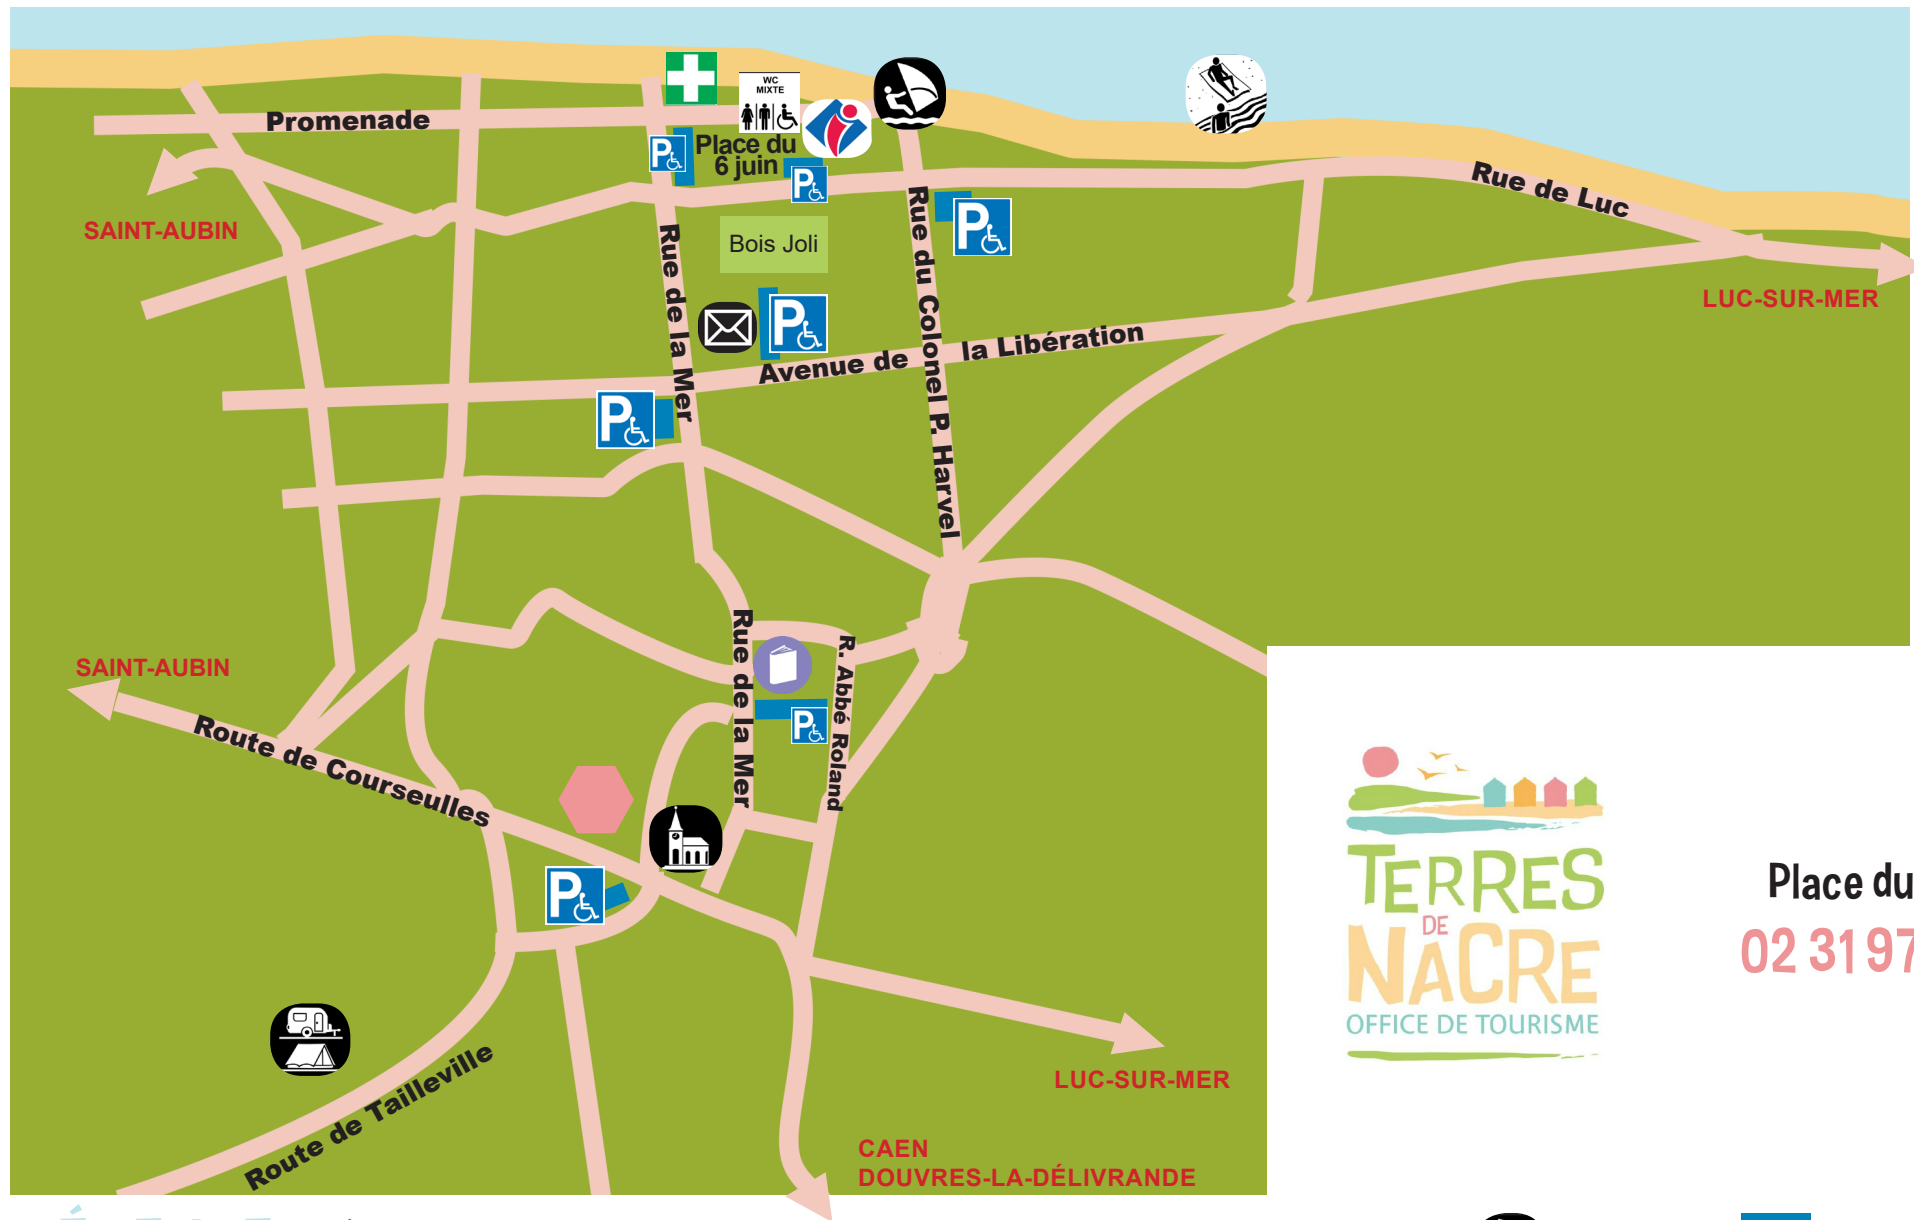 WC
MIXTE
Promenade
Place du
6 juin
P
P
SAINT-AUBIN
Rue de la Mer
Bois Joli
Rue du Colonel P. Harvel
P
Rue de Luc
LUC-SUR-MER
P
Avenue de la Libération
P
SAINT-AUBIN
Route de Courseulles
Rue de la Mer
R. Abbé Roland
P
P
Route de Tailleville
LUC-SUR-MER
CAEN
DOUVRES-LA-DÉLIVRANDE
TERRES
DE
NACRE
OFFICE DE TOURISME
Place du
02 31 97